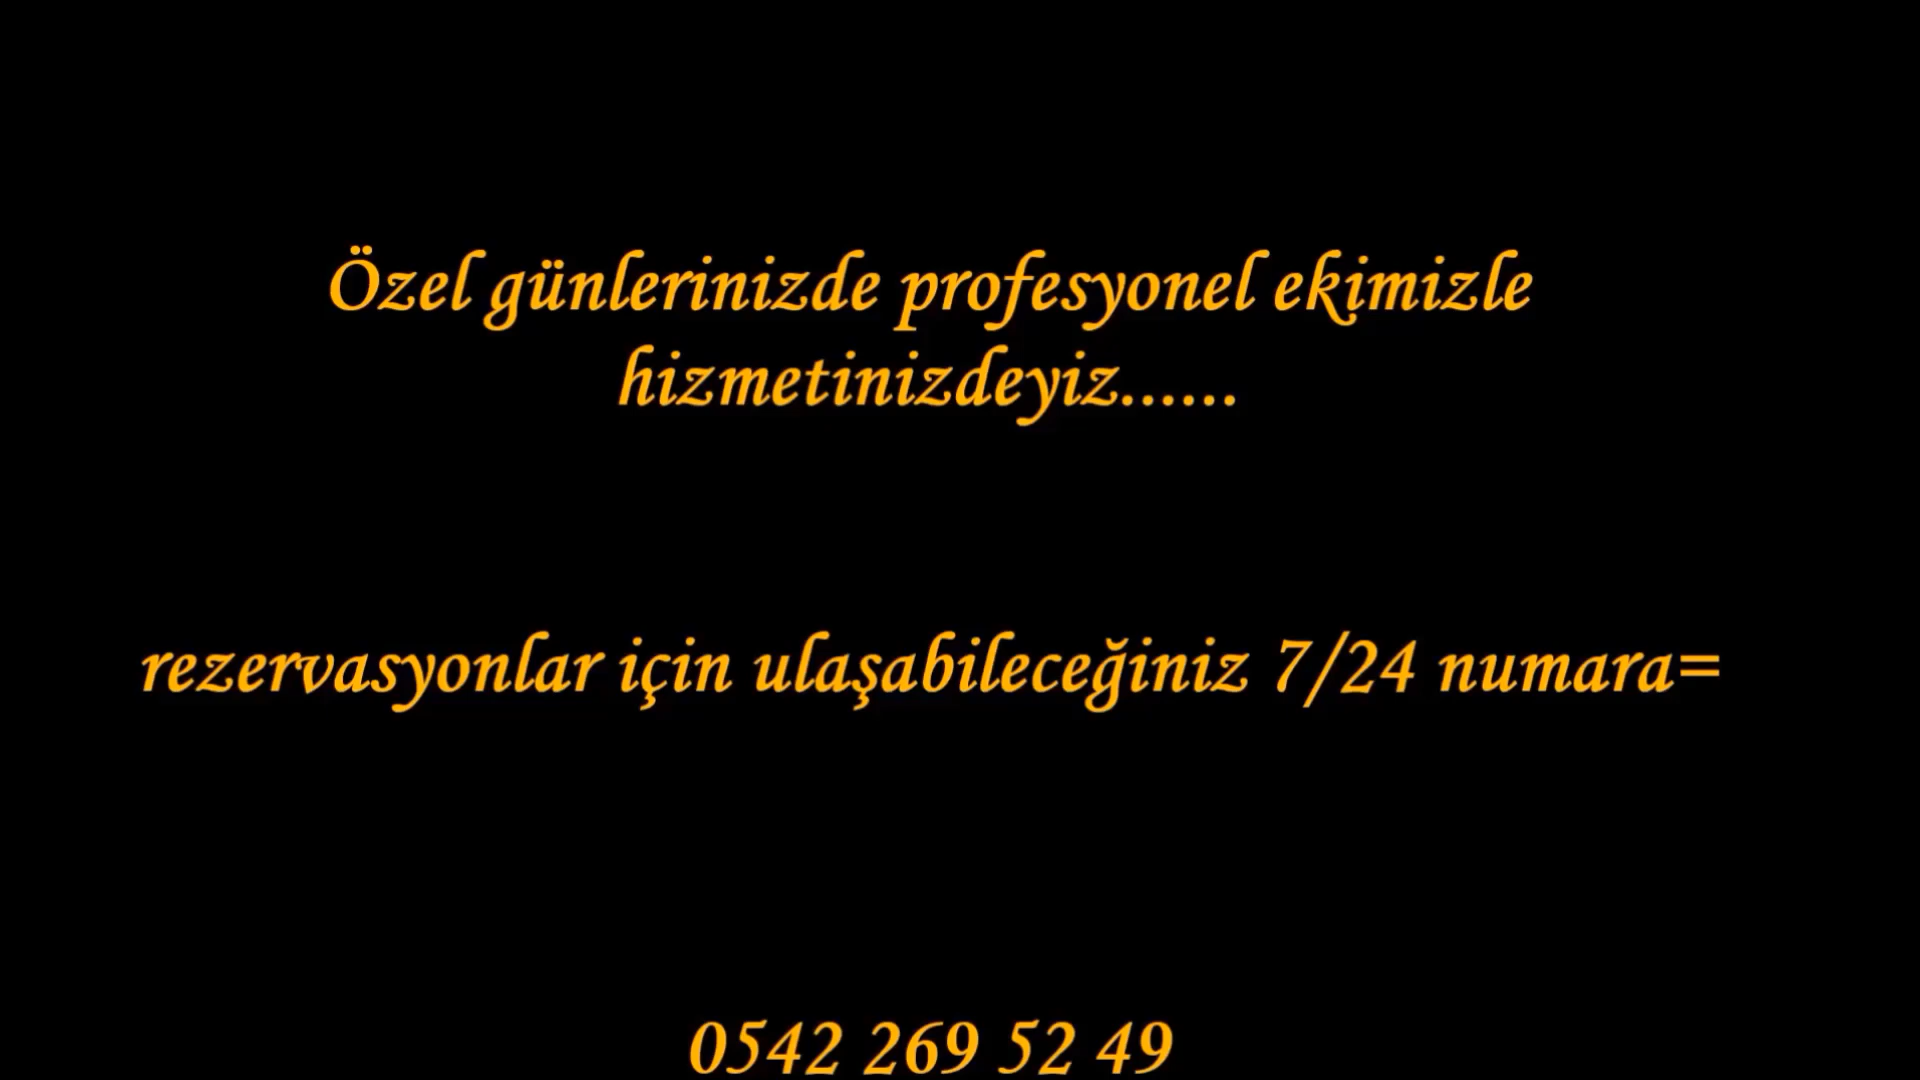 Özel günlerinizde profesyonel ekimizle
hizmetinizdeyiz......
rezervasyonlar için ulaşabileceğiniz 7/24 numara=
0542 269 52 49